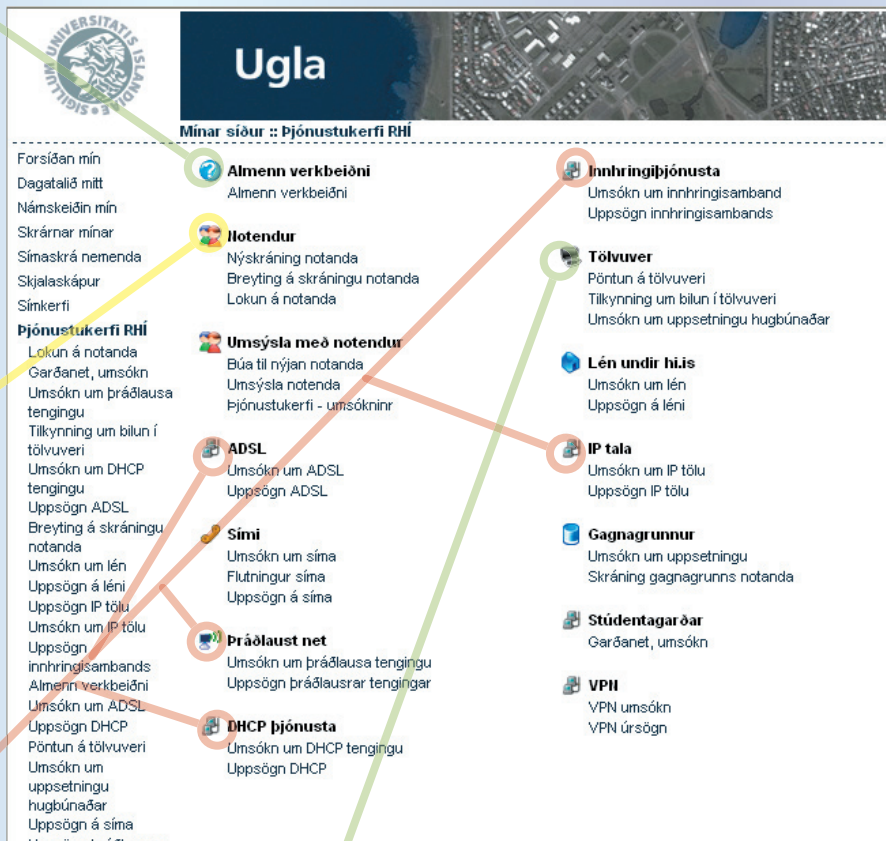 UNIVERSITATIS ISLANDIAE SIGILLUM
Ugla
Mínar síður :: Þjónustukerfi RHÍ
Forsíðan mín
Dagatalið mitt
Námskeiðin mín
Skrárnar mínar
Símaskrá nemenda
Skjalaskápur
Símkerfi
Þjónustukerfi RHÍ
Lokun á notanda
Garðanet, umsókn
Umsókn um þráðlausa
tengingu
Tilkynning um bilun í
tölvuveri
Umsókn um DHCP
tengingu
Uppsögn ADSL
Breyting á skráningu
notanda
Umsókn um lén
Uppsögn á léni
Uppsögn IP tölu
Umsókn um IP tölu
Uppsögn
innhringisambands
Almenn verkbeiðni
Umsókn um ADSL
Uppsögn DHCP
Pöntun á tölvuveri
Umsókn um
uppsetningu
hugbúnaðar
Uppsögn á síma
Almenn verkbeiðni
Almenn verkbeiðni
Notendur
Nýskráning notanda
Breyting á skráningu notanda
Lokun á notanda
Umsýsla með notendur
Búa til nýjan notanda
Umsýsla notenda
Þjónustukerfi - umsókninr
ADSL
Umsókn um ADSL
Uppsögn ADSL
Sími
Umsókn um síma
Flutningur síma
Uppsögn á síma
Þráðlaust net
Umsókn um þráðlausa tengingu
Uppsögn þráðlausrar tengingar
DHCP þjónusta
Umsókn um DHCP tengingu
Uppsögn DHCP
Innhringiþjónusta
Umsókn um innhringisamband
Uppsögn innhringisambands
Tölvuver
Pöntun á tölvuveri
Tilkynning um bilun í tölvuveri
Umsókn um uppsetningu hugbúnaðar
Lén undir hi.is
Umsókn um lén
Uppsögn á léni
IP tala
Umsókn um IP tölu
Uppsögn IP tölu
Gagnagrunnur
Umsókn um uppsetningu
Skráning gagnagrunns notanda
Stúdentagarðar
Garðanet, umsókn
VPN
VPN umsókn
VPN úrsögn